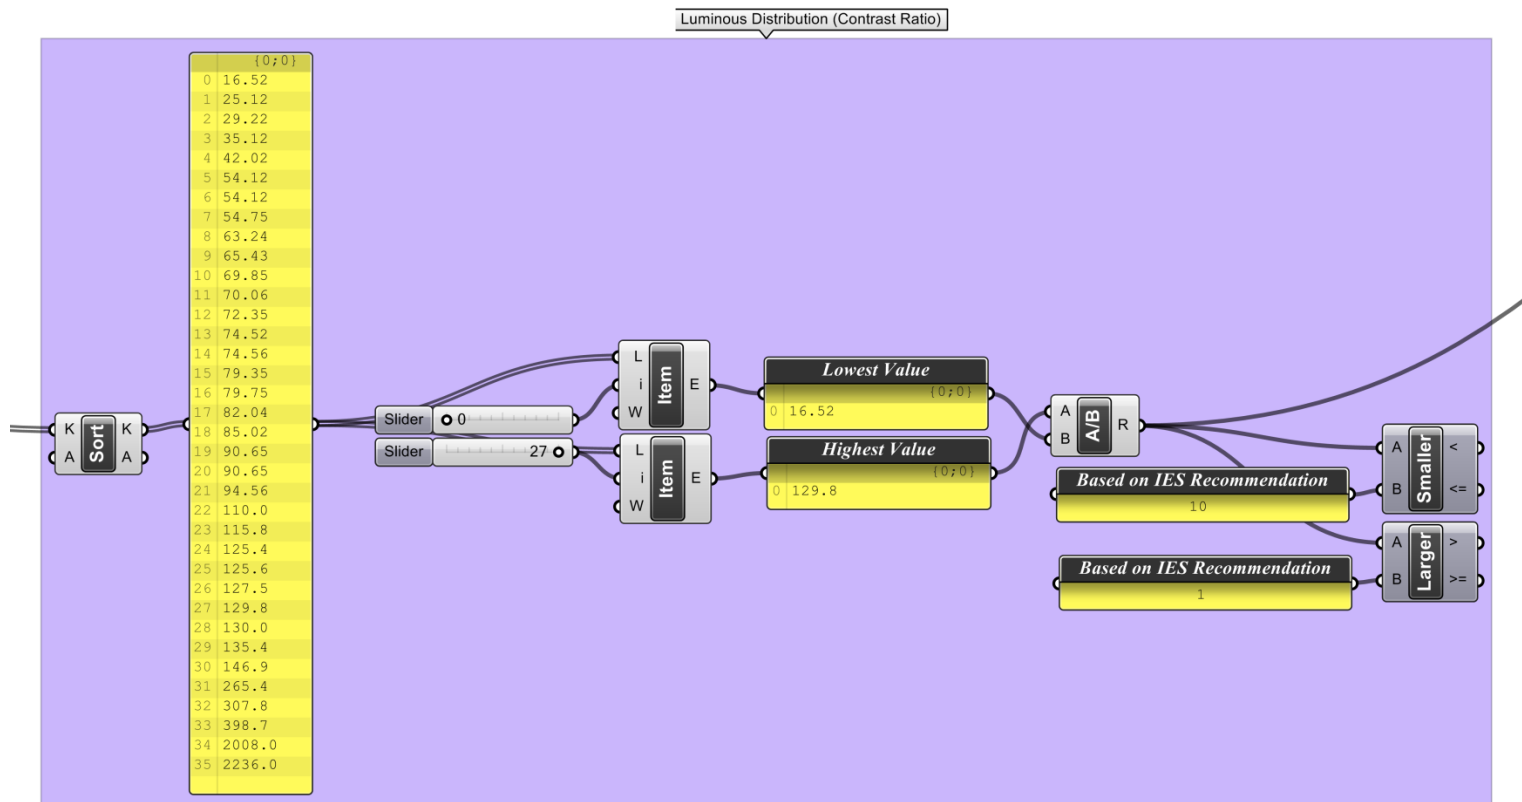 Luminous Distribution (Contrast Ratio)
{0;0}
0 16.52
1 25.12
2 29.22
3 35.12
4 42.02
5 54.12
6 54.12
7 54.75
8 63.24
9 65.43
10 69.85
11 70.06
12 72.35
13 74.52
14 74.56
15 79.35
16 79.75
17 82.04
18 85.02
19 90.65
20 90.65
21 94.56
22 110.0
23 115.8
24 125.4
25 125.6
26 127.5
27 129.8
28 130.0
29 135.4
30 146.9
31 265.4
32 307.8
33 398.7
34 2008.0
35 2236.0
K Sort K
A A
Slider 0
Slider 27
L
i Item E
W
L
i Item E
W
Lowest Value
{0;0}
0 16.52
Highest Value
{0;0}
0 129.8
A
B A/B R
Based on IES Recommendation
10
Based on IES Recommendation
1
A Smaller <
B <=
A Larger >
B >=